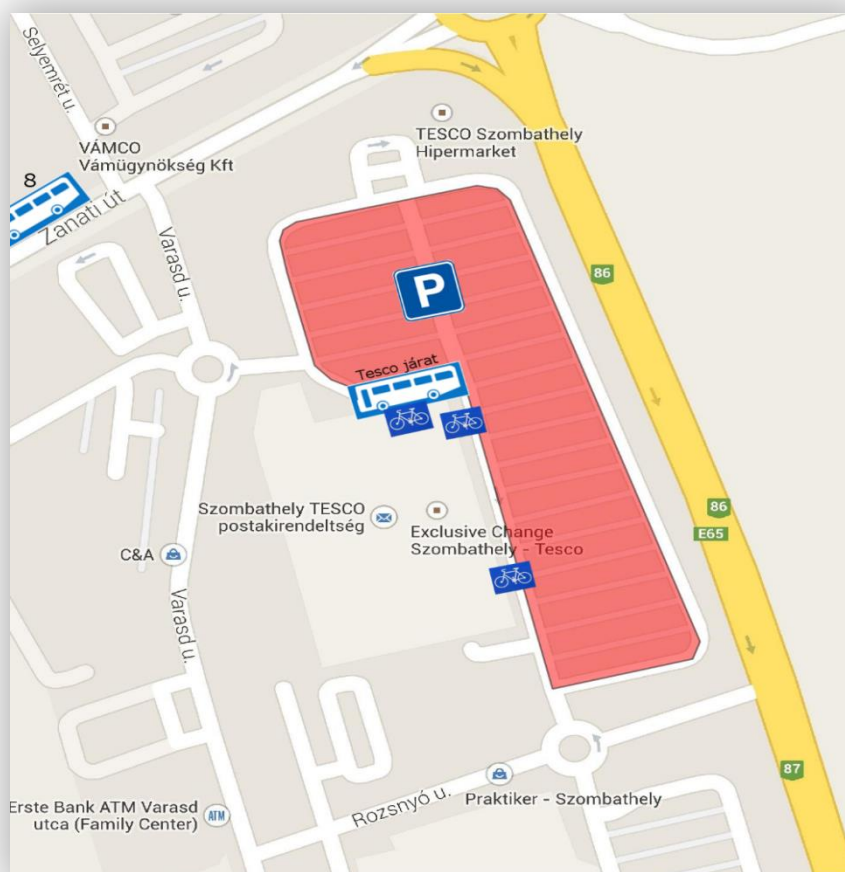 Selyemrét u.
VÁMCO
Vámügynökség Kft
TESCO Szombathely
Hipermarket
8
Zanati út
Varasd u.
86
P
Tesco járat
Szombathely TESCO
postakirendeltség
Exclusive Change
Szombathely - Tesco
86
E65
C&A
Varasd u.
87
Praktiker - Szombathely
Rozsnyó u.
Erste Bank ATM Varasd
utca (Family Center)
ATM